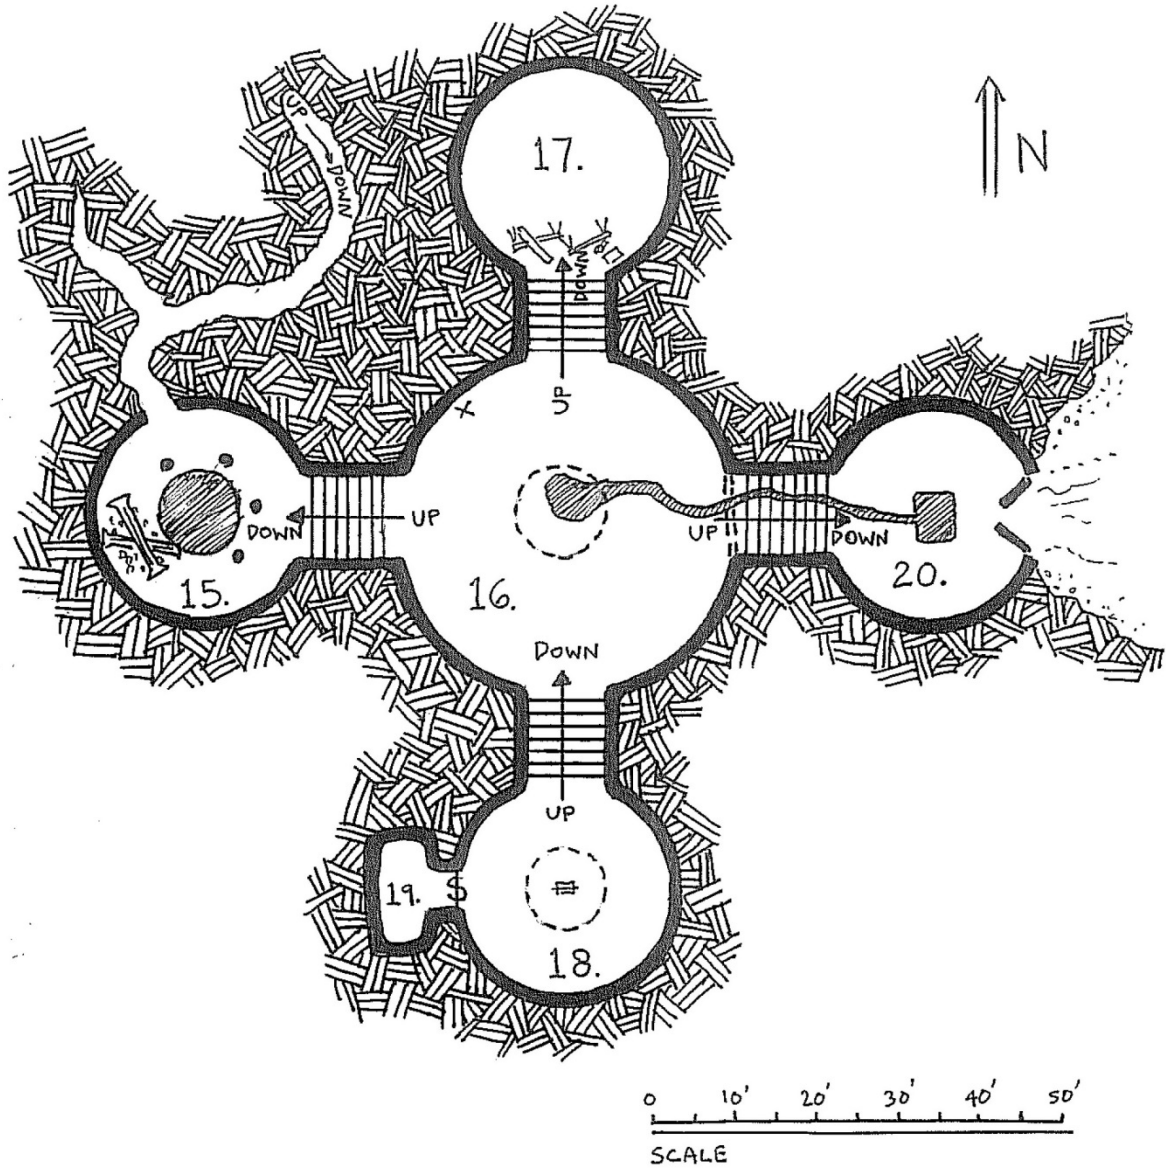 17.
N
UP
DOWN
DOWN
UP
X
DOWN
UP
UP
DOWN
15.
16.
20.
DOWN
UP
19.
S
18.
0 10' 20' 30' 40' 50'
SCALE